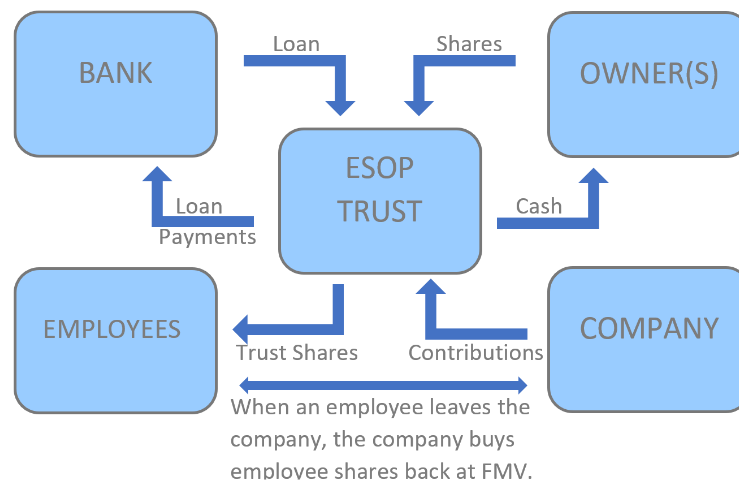 BANK
Loan
Shares
OWNER(S)
ESOP
TRUST
Loan
Payments
Cash
EMPLOYEES
Trust Shares
Contributions
COMPANY
When an employee leaves the
company, the company buys
employee shares back at FMV.